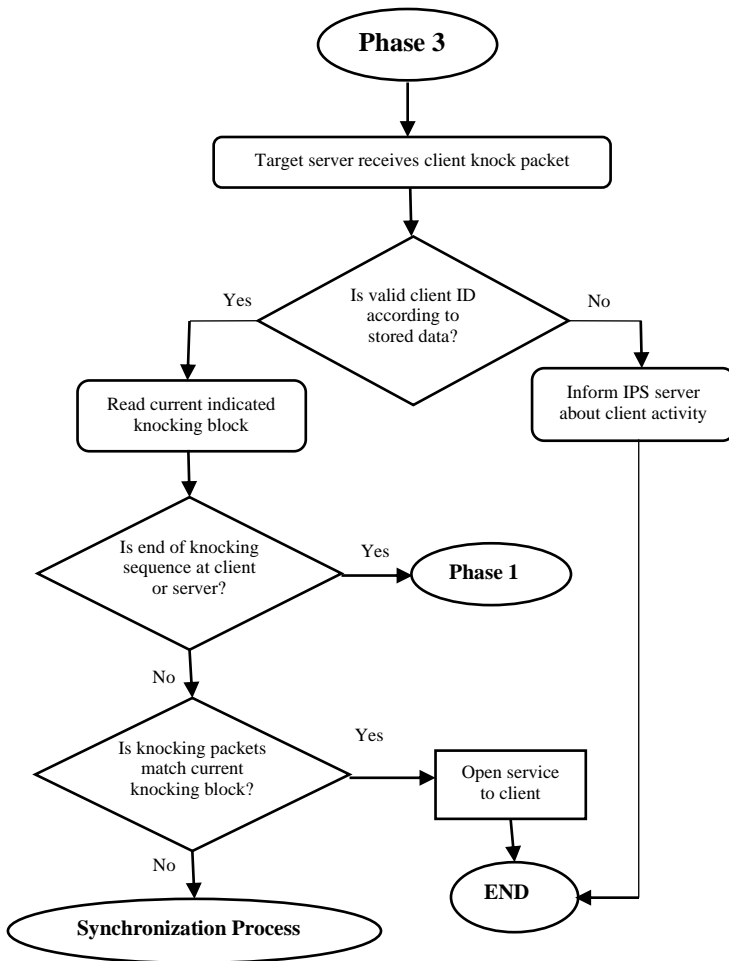 Phase 3
Target server receives client knock packet
Is valid client ID
according to
stored data?
Yes
No
Read current indicated
knocking block
Inform IPS server
about client activity
Is end of knocking
sequence at client
or server?
Yes
Phase 1
No
Is knocking packets
match current
knocking block?
Yes
Open service
to client
No
END
Synchronization Process